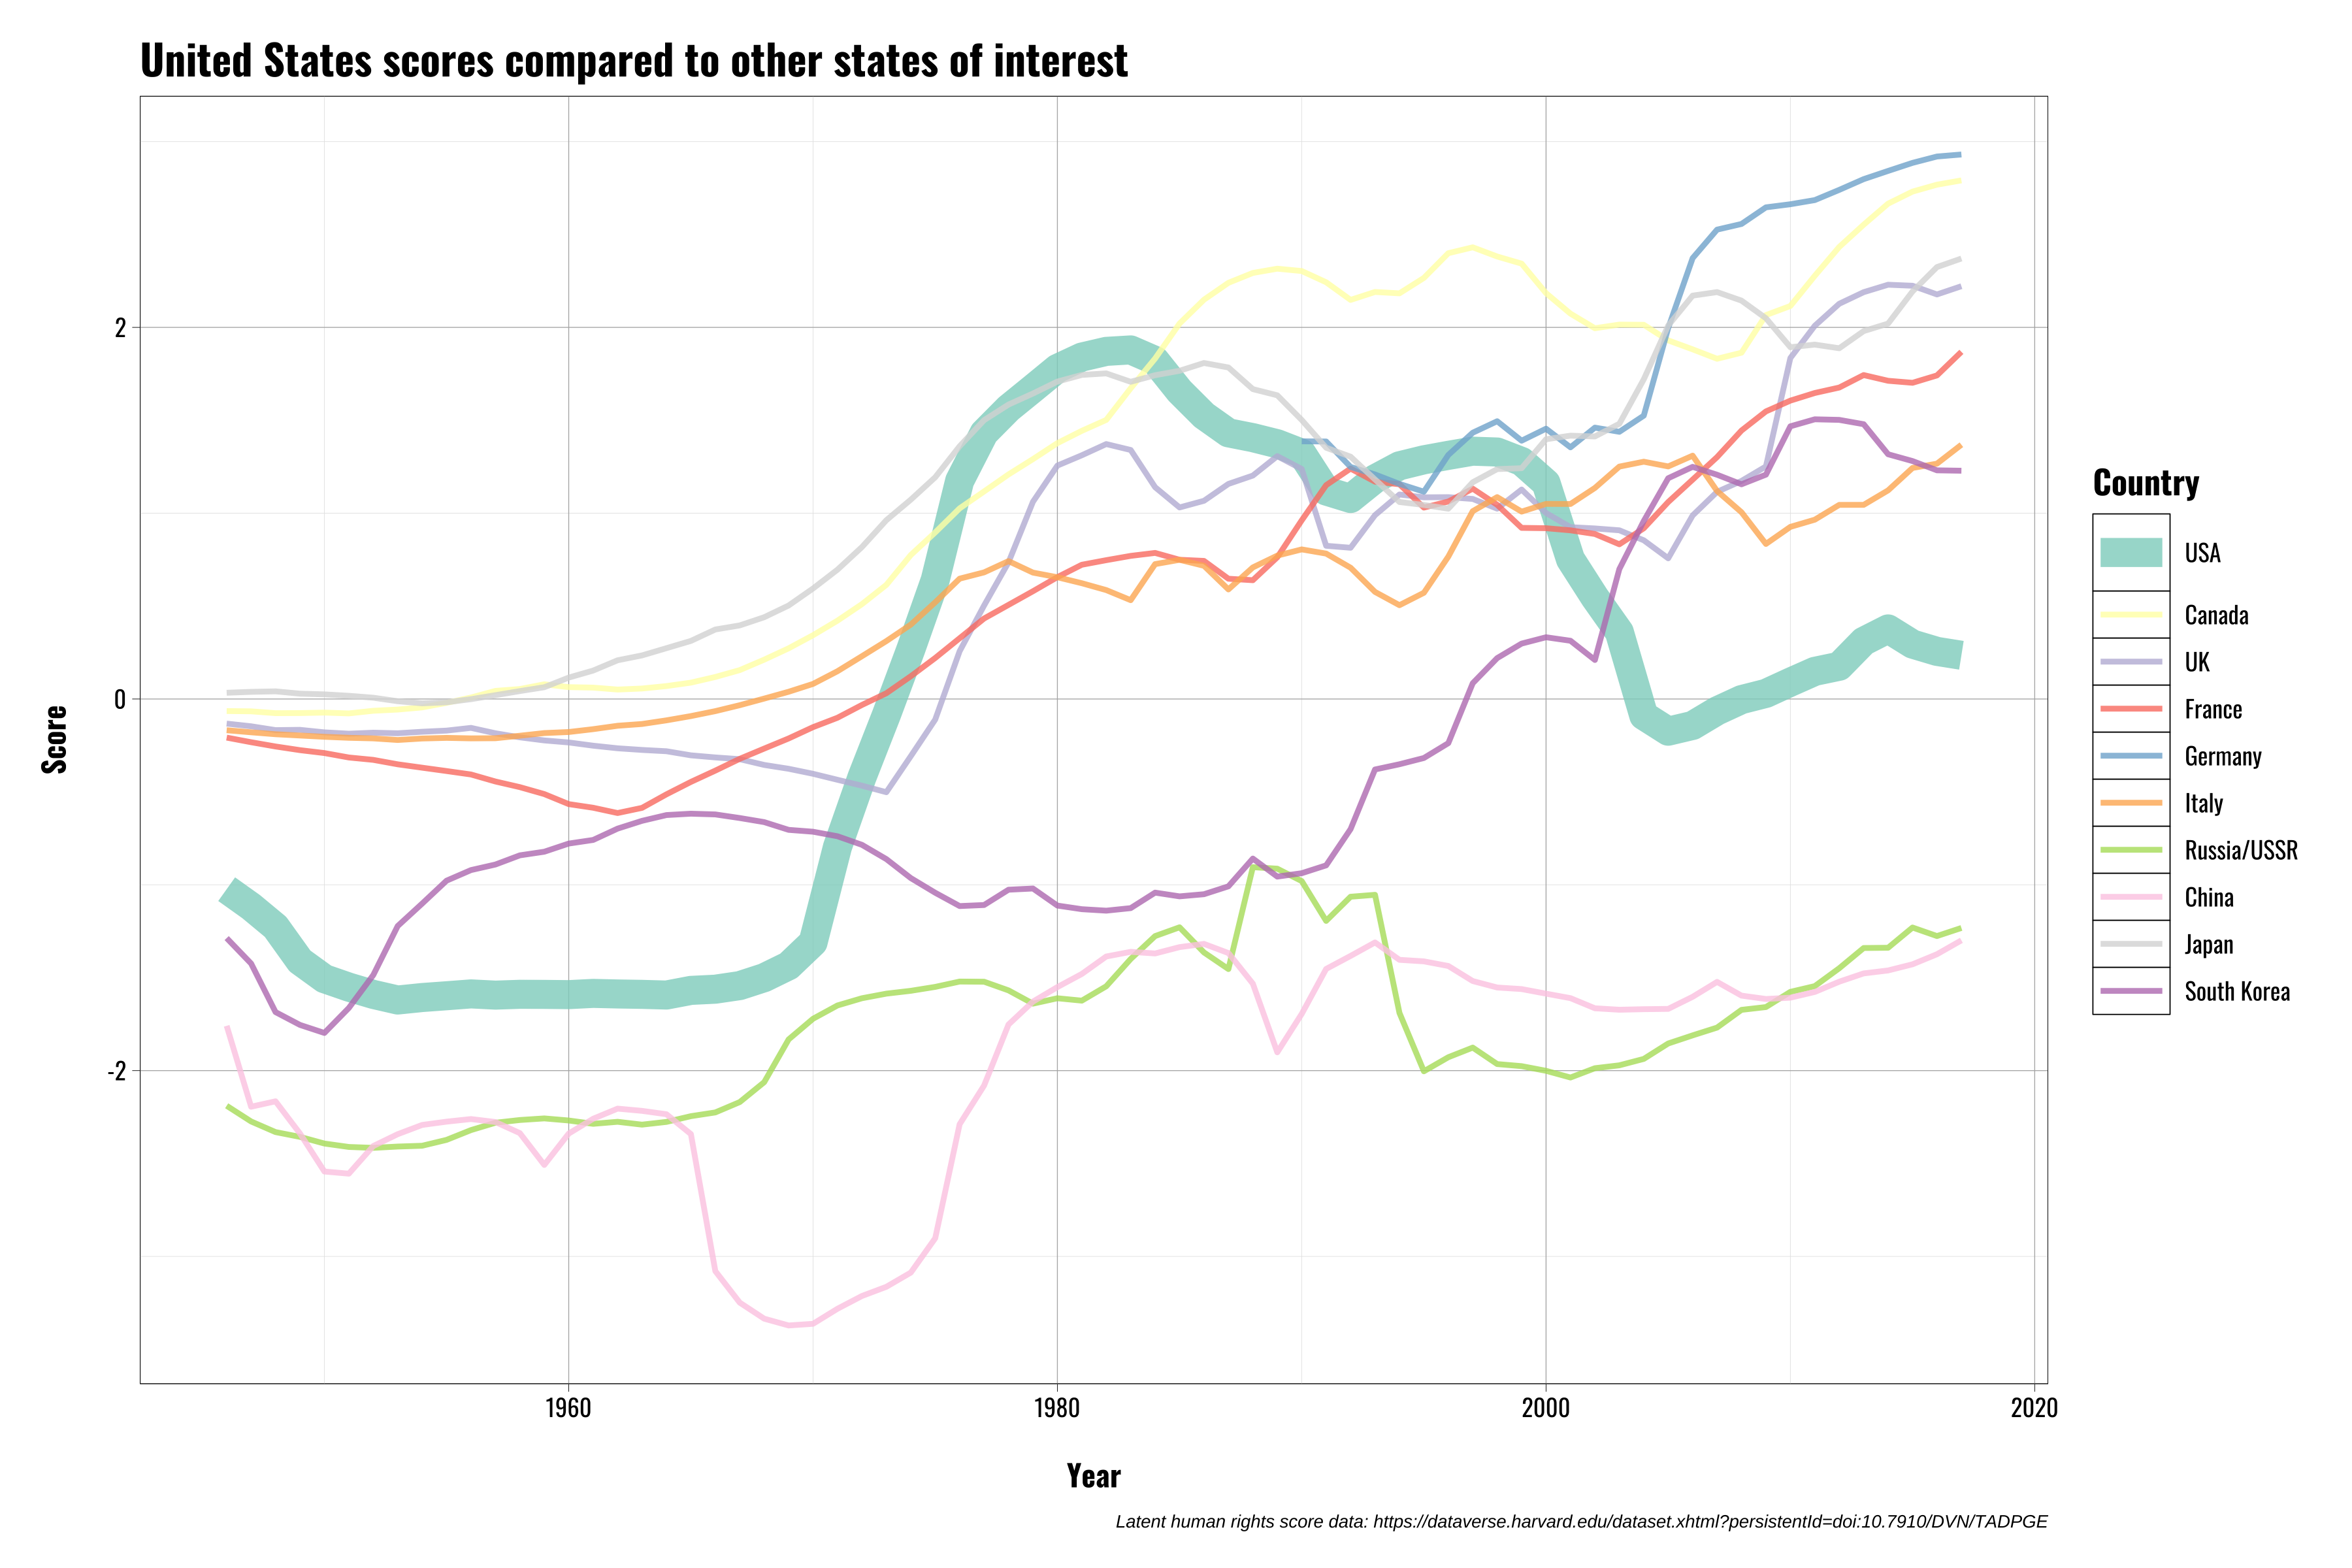 United States scores compared to other states of interest
2
0
-2
Score
1960 1980 2000 2020
Year
Country
USA
Canada
UK
France
Germany
Italy
Russia/USSR
China
Japan
South Korea
Latent human rights score data: https://dataverse.harvard.edu/dataset.xhtml?persistentId=doi:10.7910/DVN/TADPGE